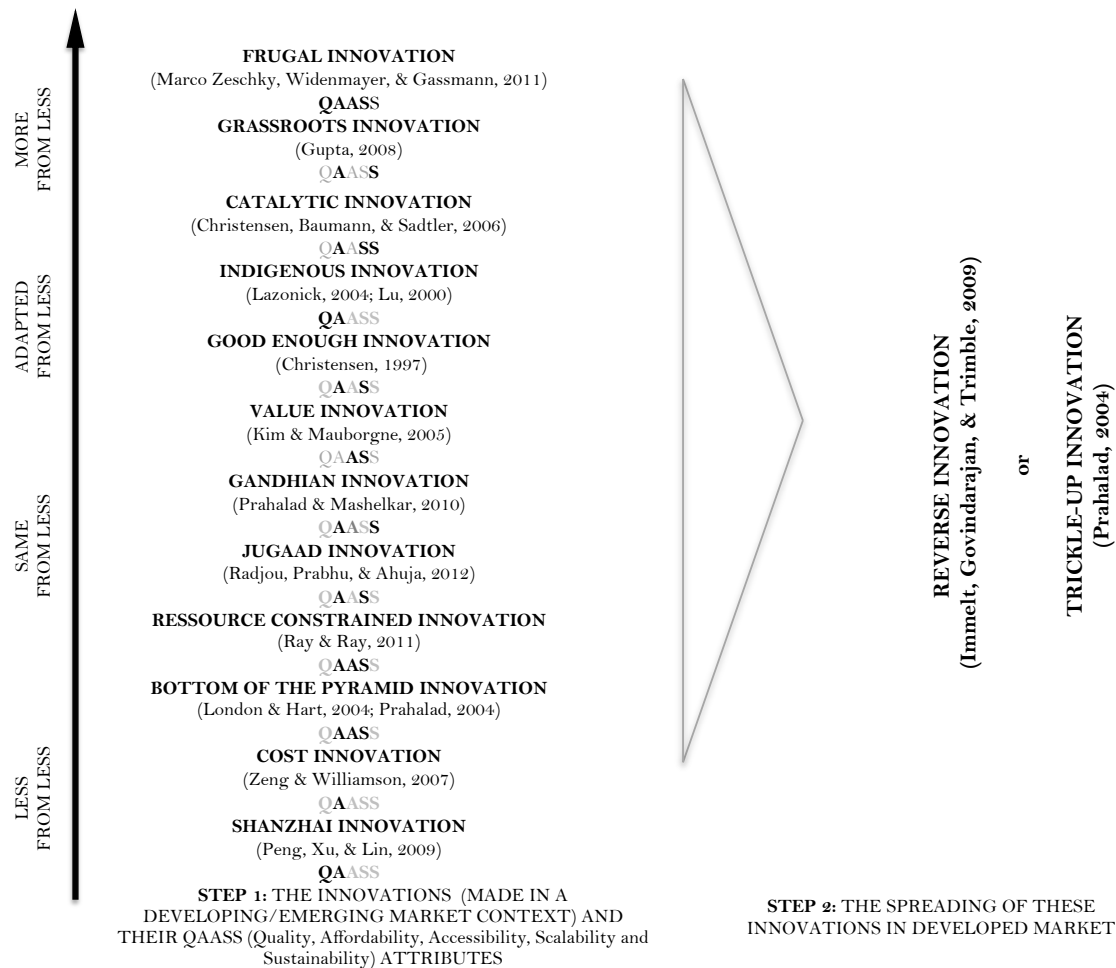 MORE
FROM LESS
ADAPTED
FROM LESS
SAME
FROM LESS
LESS
FROM LESS
FRUGAL INNOVATION
(Marco Zeschky, Widenmayer, & Gassmann, 2011)
QAASS
GRASSROOTS INNOVATION
(Gupta, 2008)
QAASS
CATALYTIC INNOVATION
(Christensen, Baumann, & Sadtler, 2006)
QAASS
INDIGENOUS INNOVATION
(Lazonick, 2004; Lu, 2000)
QAASS
GOOD ENOUGH INNOVATION
(Christensen, 1997)
QAASS
VALUE INNOVATION
(Kim & Mauborgne, 2005)
QAASS
GANDHIAN INNOVATION
(Prahalad & Mashelkar, 2010)
QAASS
JUGAAD INNOVATION
(Radjou, Prabhu, & Ahuja, 2012)
QAASS
RESSOURCE CONSTRAINED INNOVATION
(Ray & Ray, 2011)
QAASS
BOTTOM OF THE PYRAMID INNOVATION
(London & Hart, 2004; Prahalad, 2004)
QAASS
COST INNOVATION
(Zeng & Williamson, 2007)
QAASS
SHANZHAI INNOVATION
(Peng, Xu, & Lin, 2009)
QAASS
STEP 1: THE INNOVATIONS (MADE IN A
DEVELOPING/EMERGING MARKET CONTEXT) AND
THEIR QAASS (Quality, Affordability, Accessibility, Scalability and
Sustainability) ATTRIBUTES
REVERSE INNOVATION
(Immelt, Govindarajan, & Trimble, 2009)
or
TRICKLE-UP INNOVATION
(Prahalad, 2004)
STEP 2: THE SPREADING OF THESE
INNOVATIONS IN DEVELOPED MARKET